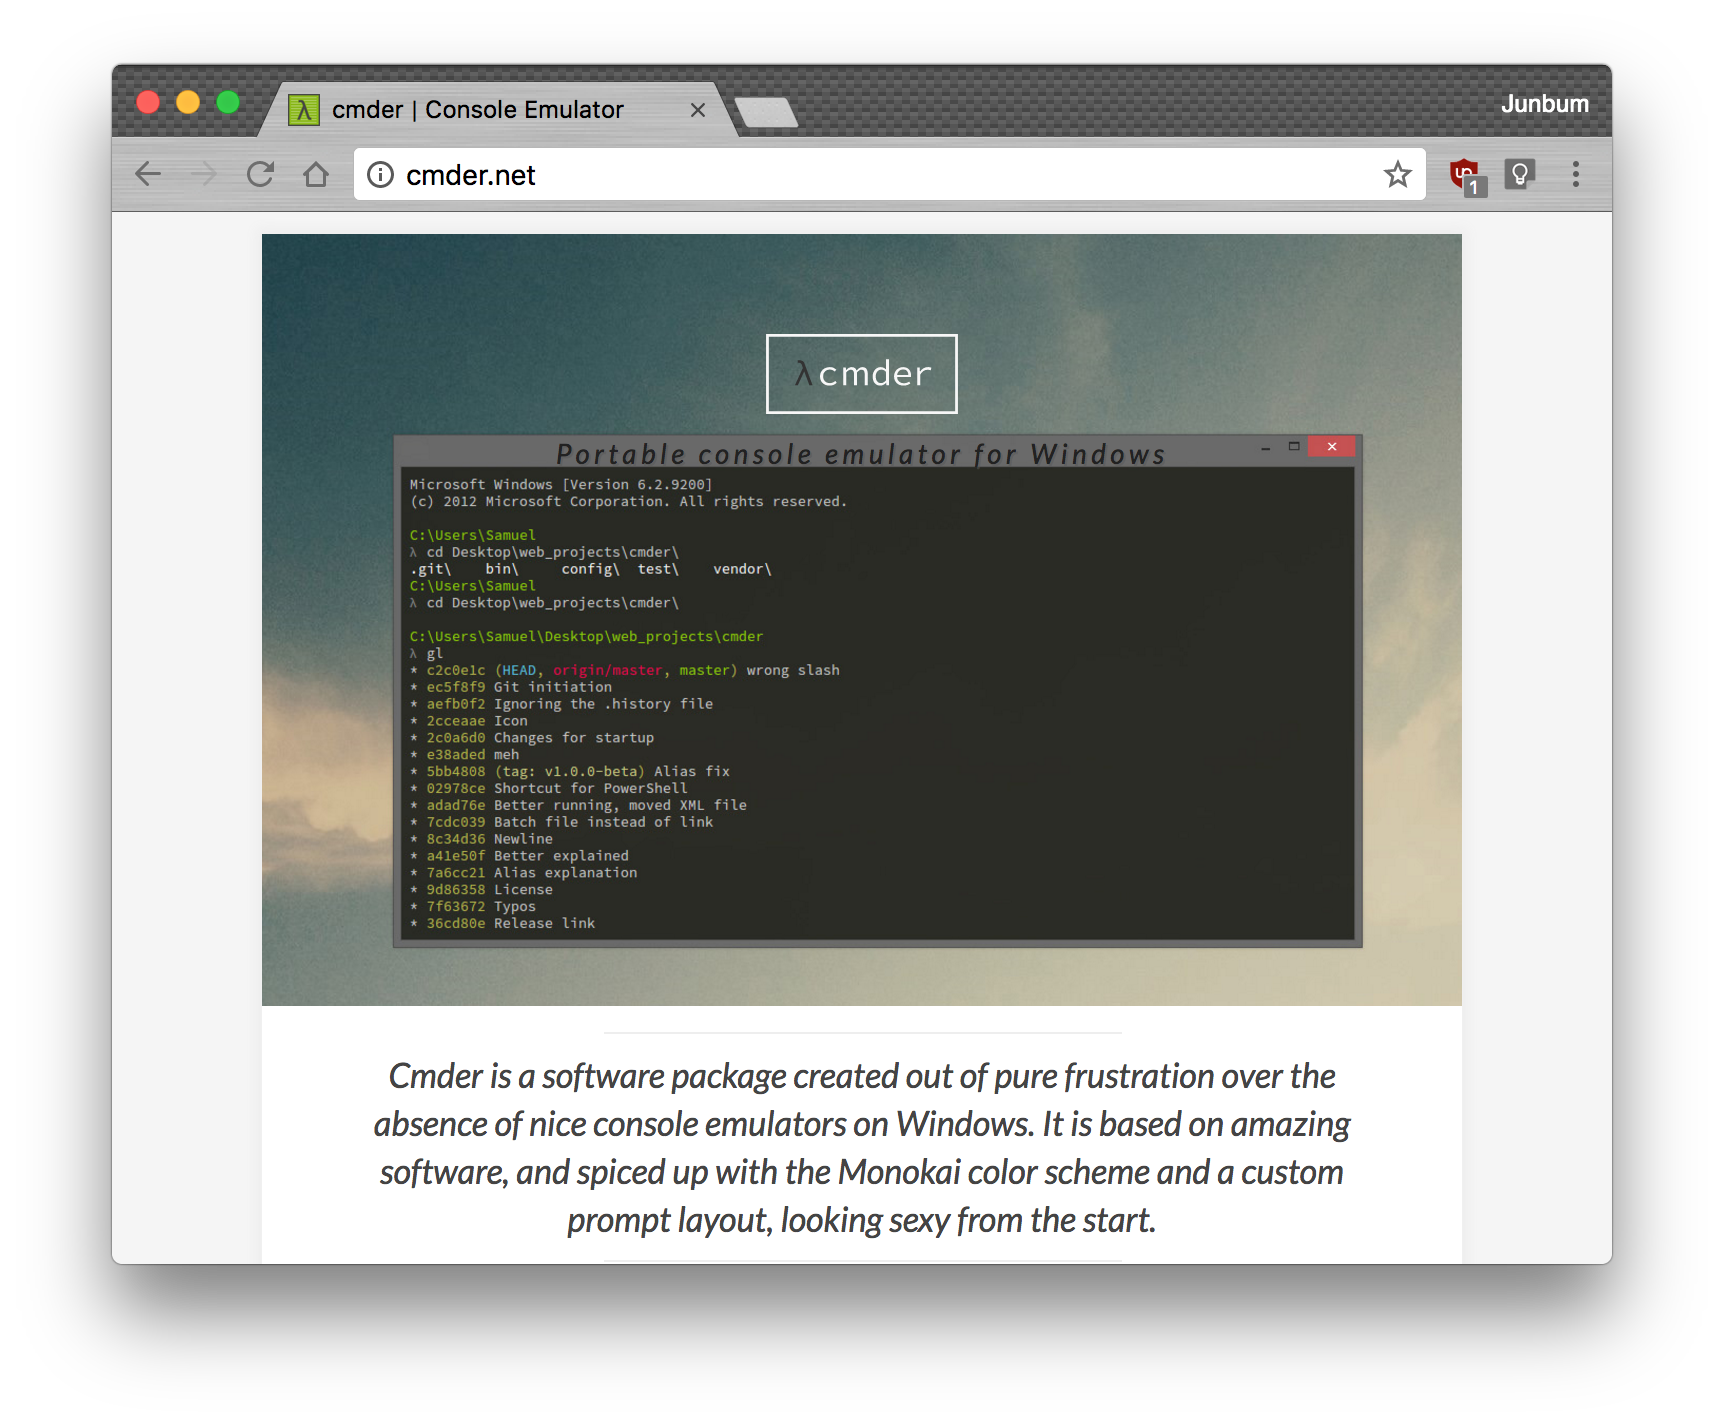 λ cmder | Console Emulator
Junbum
cmder.net
1
λcmder
Portable console emulator for Windows
Microsoft Windows [Version 6.2.9200]
(c) 2012 Microsoft Corporation. All rights reserved.
C:\Users\Samuel
λ cd Desktop\web_projects\cmder\
.git\    bin\     config\  test\    vendor\
C:\Users\Samuel
λ cd Desktop\web_projects\cmder\
C:\Users\Samuel\Desktop\web_projects\cmder
λ gl
* c2c0e1c (HEAD, origin/master, master) wrong slash
* ec5f8f9 Git initiation
* aefb0f2 Ignoring the .history file
* 2cceaae Icon
* 2c0a6d0 Changes for startup
* e38aded meh
* 5bb4808 (tag: v1.0.0-beta) Alias fix
* 02978ce Shortcut for PowerShell
* adad76e Better running, moved XML file
* 7cdc039 Batch file instead of link
* 8c34d36 Newline
* a41e50f Better explained
* 7a6cc21 Alias explanation
* 9d86358 License
* 7f63672 Typos
* 36cd80e Release link
Cmder is a software package created out of pure frustration over the
absence of nice console emulators on Windows. It is based on amazing
software, and spiced up with the Monokai color scheme and a custom
prompt layout, looking sexy from the start.